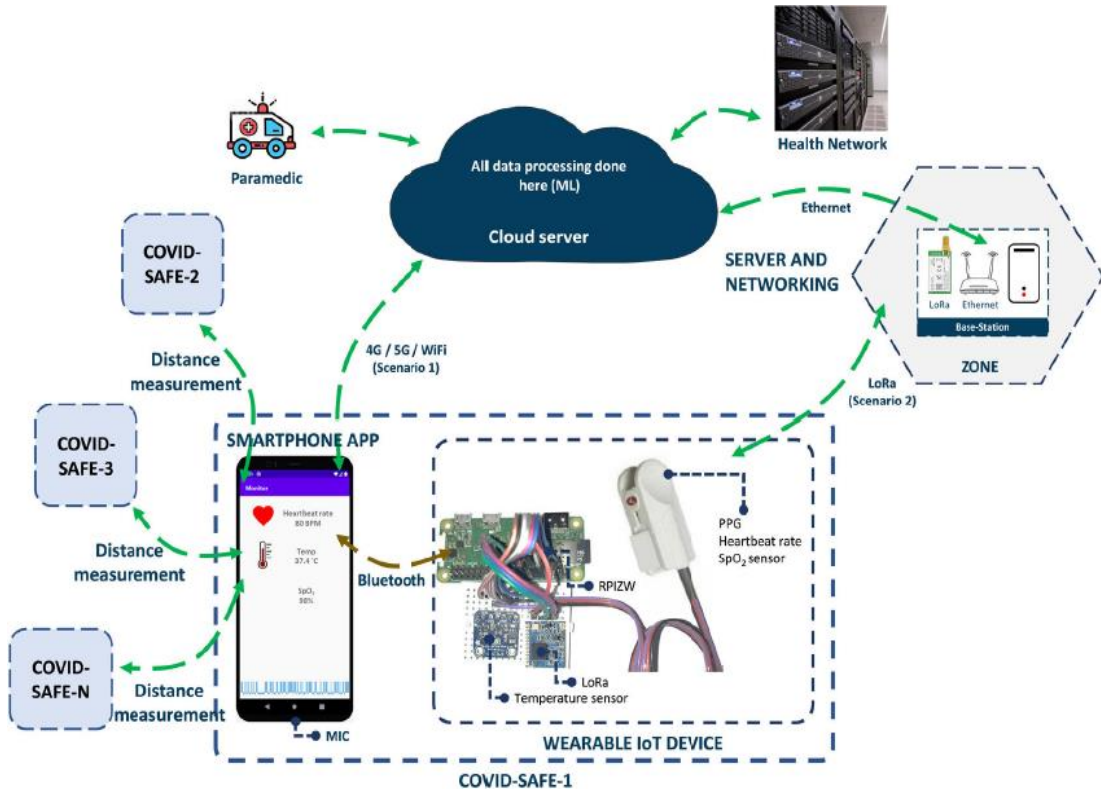 Paramedic
All data processing done
here (ML)
Cloud server
Health Network
Ethernet
SERVER AND
NETWORKING
LoRa
Ethernet
Base-Station
ZONE
COVID-
SAFE-2
Distance
measurement
4G / 5G / WiFi
(Scenario 1)
LoRa
(Scenario 2)
COVID-
SAFE-3
Distance
measurement
COVID-
SAFE-N
Distance
measurement
SMARTPHONE APP
Monitor
Heartbeat rate
80 BPM
Temp
37.4 °C
SpO₂
Bluetooth
PPG
Heartbeat rate
SpO₂ sensor
RPIZW
LoRa
Temperature sensor
MIC
WEARABLE IoT DEVICE
COVID-SAFE-1